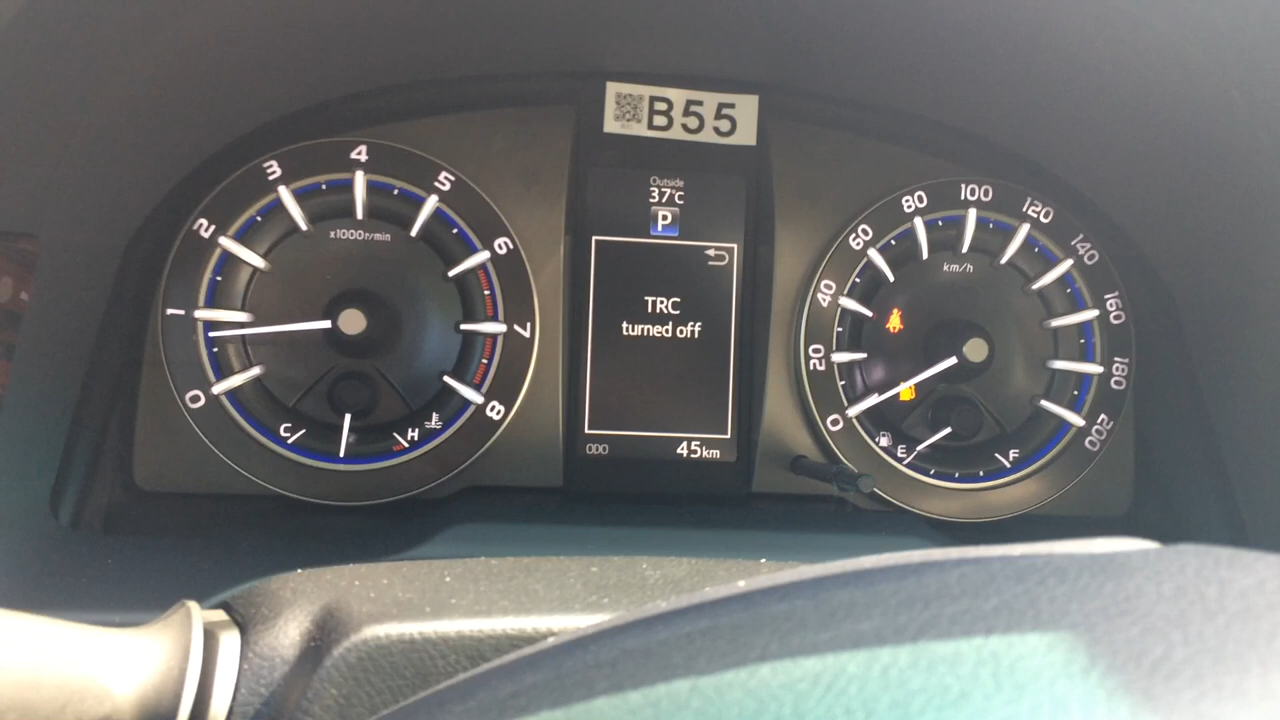 B55
Outside
37°C
P
TRC
turned off
ODO 45km
0
1
2
3
4
5
6
7
8
x1000r/min
C H
0
20
40
60
80
100
120
140
160
180
200
km/h
E F